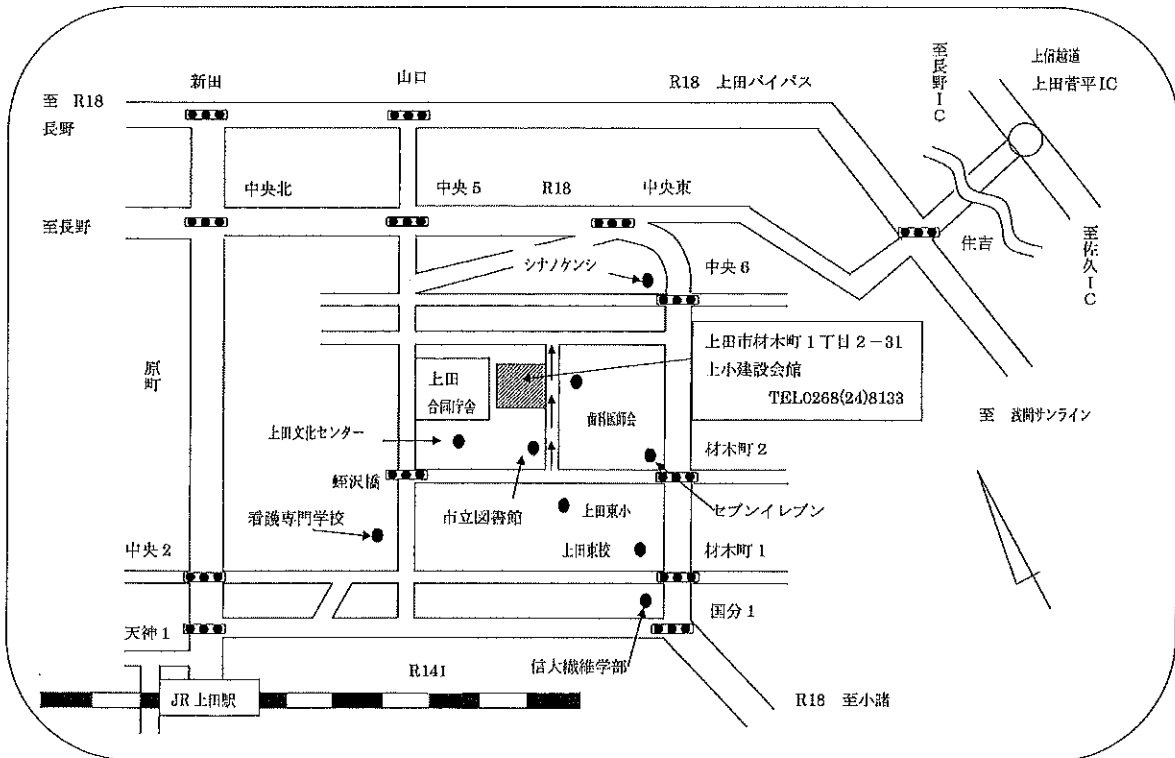 新田
山口
R18 上田バイパス
至長野IC
上信越道
上田菅平IC
至 R18
長野
中央北
中央5
R18
中央東
至長野
住吉
至佐久IC
シナノケンシ
中央6
原町
上田
合同庁舎
上田市材木町1丁目2-31
上小建設会館
TEL0268(24)8133
至 浅間サンライン
歯科医師会
上田文化センター
材木町2
蛭沢橋
看護専門学校
市立図書館
上田東小
セブンイレブン
中央2
上田東校
材木町1
天神1
国分1
R141
信大繊維学部
JR上田駅
R18 至小諸